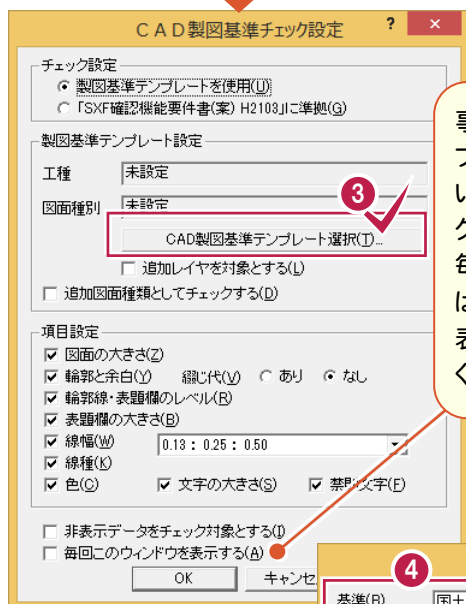 CAD製図基準チェック設定 ? ×
チェック設定
製図基準テンプレートを使用(U)
「SXF確認機能要件書(案) H2103」に準拠(G)
製図基準テンプレート設定
工種 未設定
図面種別 未設定
3
CAD製図基準テンプレート選択(T)...
追加レイヤを対象とする(L)
追加図面種類としてチェックする(D)
項目設定
図面の大きさ(Z)
輪郭と余白(Y) 綴じ代(V) あり なし
輪郭線・表題欄のレベル(R)
表題欄の大きさ(B)
線幅(W) 0.13 : 0.25 : 0.50
線種(K)
色(C) 文字の大きさ(S) 禁則文字(F)
非表示データをチェック対象とする(I)
毎回このウィンドウを表示する(A)
OK キャンセ
4
基準(B) 国土
い
ク
毎
は
表
く